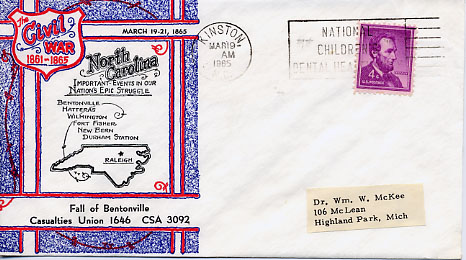 The
Civil
WAR
1861-1865
MARCH 19-21, 1865
North
Carolina
IMPORTANT EVENTS IN OUR
NATION'S EPIC STRUGGLE
BENTONVILLE
HATTERAS
WILMINGTON
FORT FISHER
NEW BERN
DURHAM STATION
RALEIGH
Fall of Bentonville
Casualties Union 1646 CSA 3092
KINSTON,
MAR 19
AM
1965
NATIONAL
CHILDREN
DENTAL HEA
4¢
U.S. POSTAGE
Dr. Wm. W. McKee
106 McLean
Highland Park, Mich